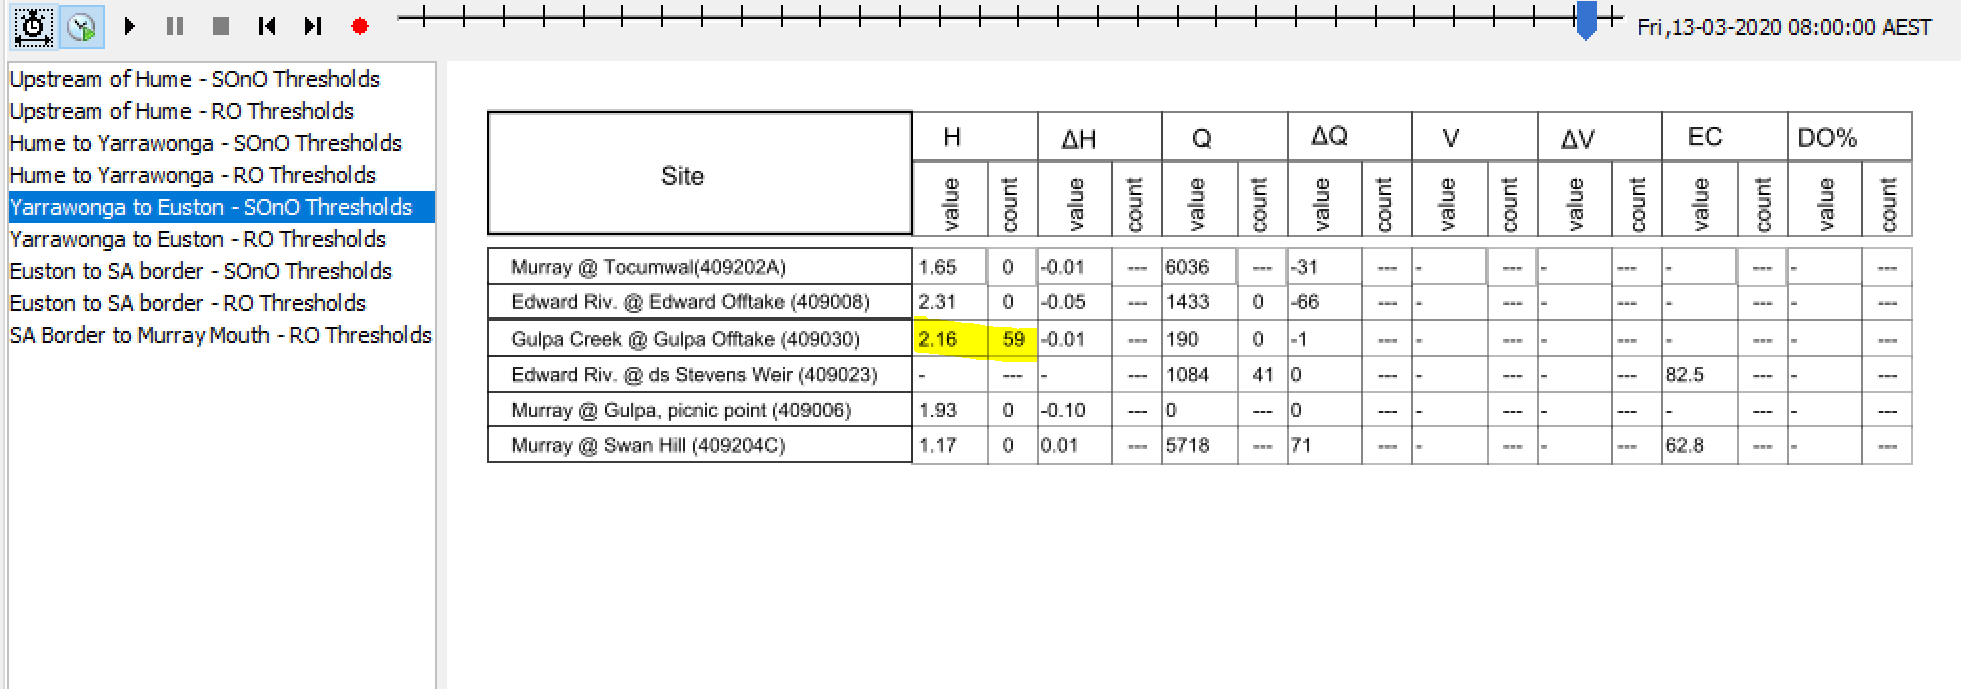 Fri,13-03-2020 08:00:00 AEST
Upstream of Hume - SOnO Thresholds
Upstream of Hume - RO Thresholds
Hume to Yarrawonga - SOnO Thresholds
Hume to Yarrawonga - RO Thresholds
Yarrawonga to Euston - SOnO Thresholds
Yarrawonga to Euston - RO Thresholds
Euston to SA border - SOnO Thresholds
Euston to SA border - RO Thresholds
SA Border to Murray Mouth - RO Thresholds
Site H ΔH Q ΔQ V ΔV EC DO%
value count value count value count value count value count value count value count value count
Murray @ Tocumwal(409202A) 1.65 0 -0.01 --- 6036 --- -31 --- - --- - --- - --- - ---
Edward Riv. @ Edward Offtake (409008) 2.31 0 -0.05 --- 1433 0 -66 --- - --- - --- - --- - ---
Gulpa Creek @ Gulpa Offtake (409030) 2.16 59 -0.01 --- 190 0 -1 --- - --- - --- - --- - ---
Edward Riv. @ ds Stevens Weir (409023) - --- - --- 1084 41 0 --- - --- - --- 82.5 --- - ---
Murray @ Gulpa, picnic point (409006) 1.93 0 -0.10 --- 0 --- 0 --- - --- - --- - --- - ---
Murray @ Swan Hill (409204C) 1.17 0 0.01 --- 5718 --- 71 --- - --- - --- 62.8 --- - ---